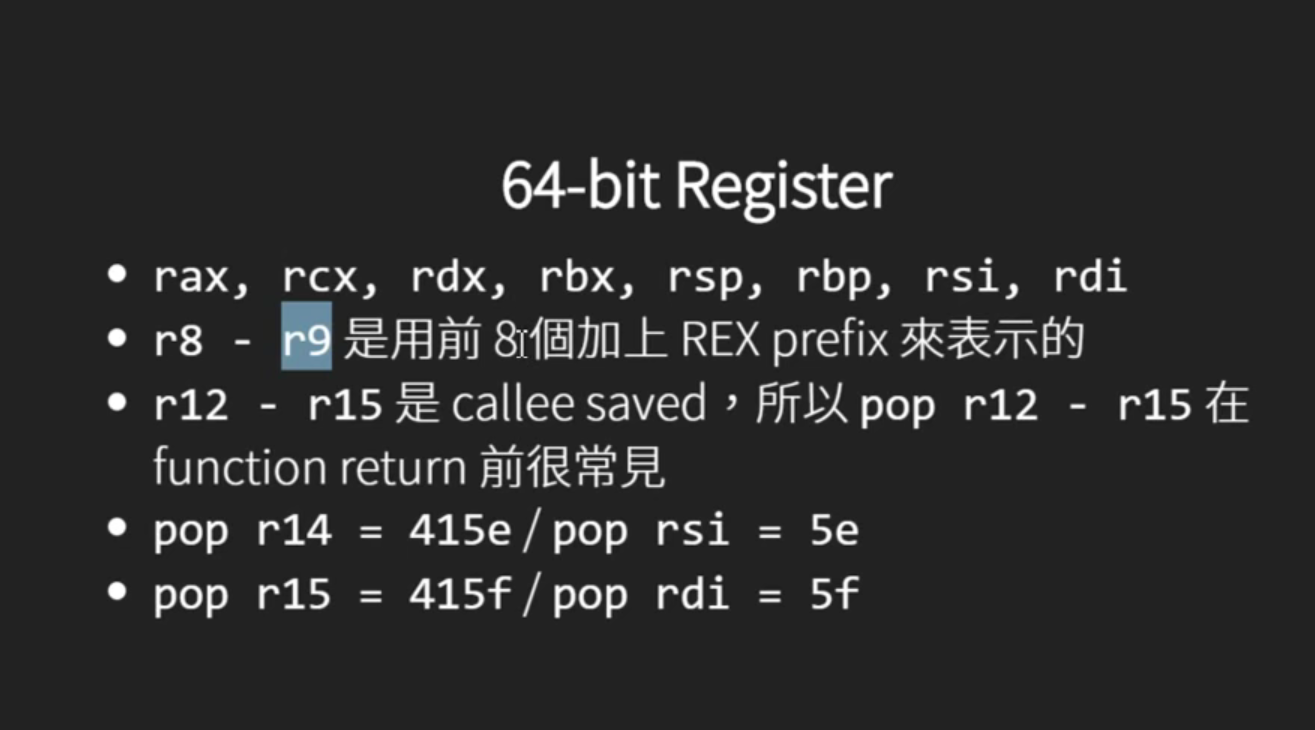 64-bit Register
• rax, rcx, rdx, rbx, rsp, rbp, rsi, rdi
• r8 - r9 是用前 8個加上 REX prefix 來表示的
• r12 - r15 是 callee saved，所以 pop r12 - r15 在
function return 前很常見
• pop r14 = 415e / pop rsi = 5e
• pop r15 = 415f / pop rdi = 5f